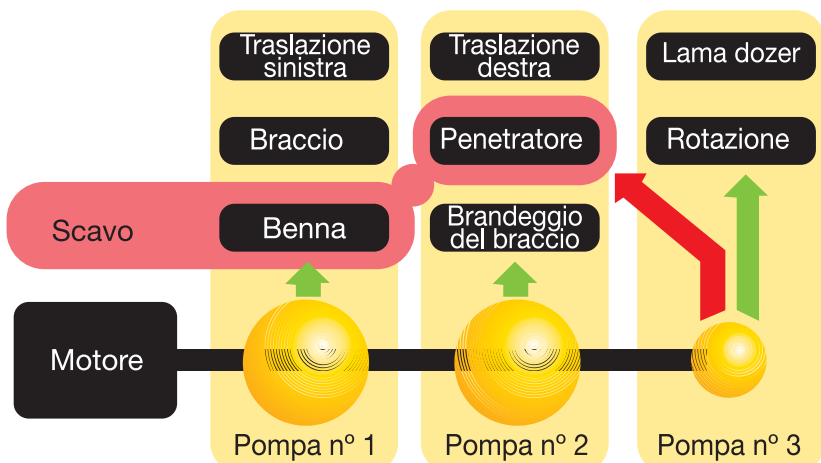 Traslazione
sinistra
Traslazione
destra
Lama dozer
Braccio
Penetratore
Rotazione
Scavo
Benna
Brandeggio
del braccio
Motore
Pompa nº 1
Pompa nº 2
Pompa nº 3